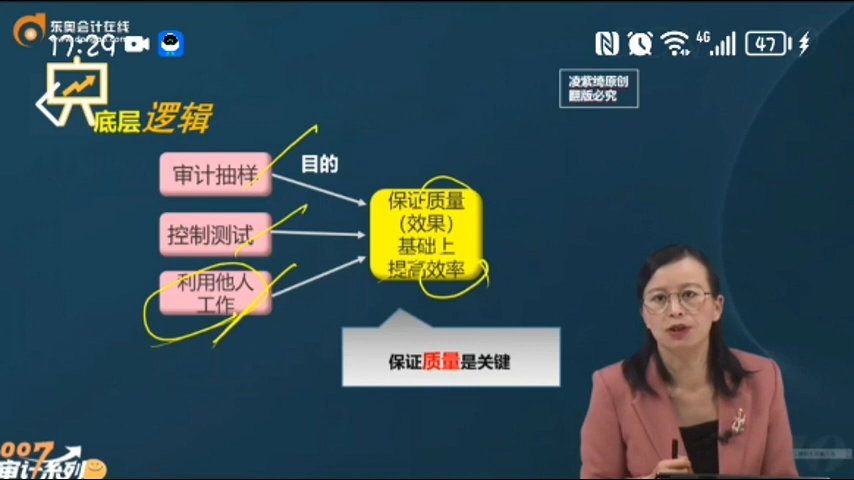 东奥会计在线
17:29
4G
47
凌紫绮原创
翻版必究
底层逻辑
审计抽样
目的
控制测试
利用他人
工作
保证质量
（效果）
基础上
提高效率
保证质量是关键
007
审计系列